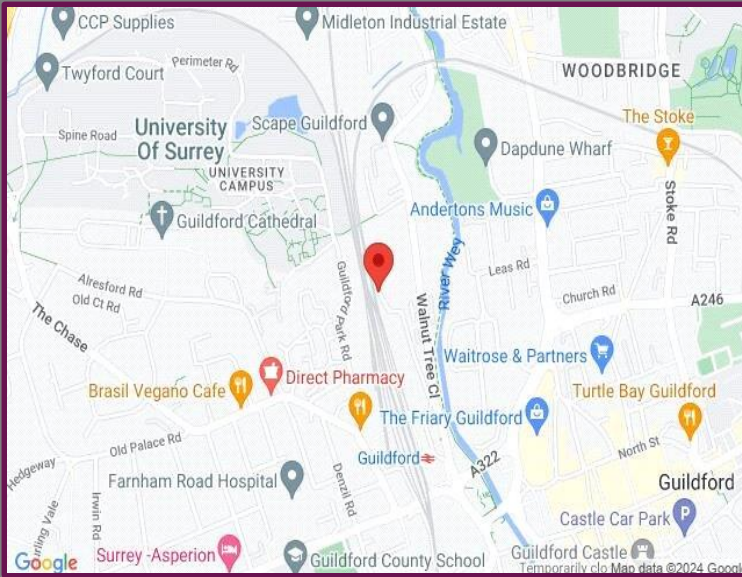 CCP Supplies
Midleton Industrial Estate
Twyford Court
Perimeter Rd
WOODBRIDGE
The Stoke
Spine Road
University
Of Surrey
Scape Guildford
Dapdune Wharf
UNIVERSITY
CAMPUS
Andertons Music
Stoke Rd
Guildford Cathedral
River Wey
Leas Rd
Guildford Park Rd
Alresford Rd
Old Ct Rd
Church Rd
A246
The Chase
Walnut Tree Cl
Waitrose & Partners
Direct Pharmacy
Brasil Vegano Cafe
Turtle Bay Guildford
The Friary Guildford
Old Palace Rd
North St
Hedgeway
Guildford
A322
Denzil Rd
Farnham Road Hospital
Guildford
Irwin Rd
Castle Car Park
P
Surrey -Asperion
Guildford County School
Guildford Castle
Google
Temporarily clo
Map data ©2024 Google